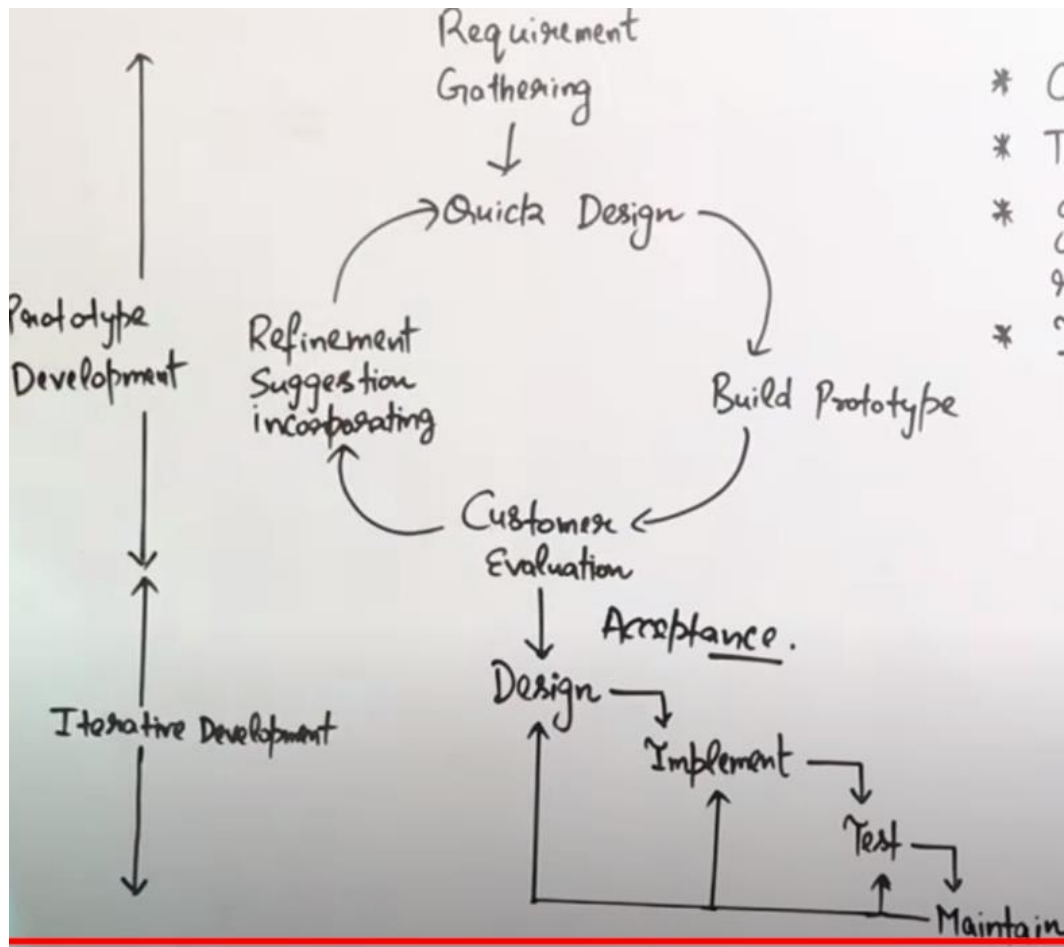 Requirement
Gathering
Quick Design
Prototype
Development
Refinement
Suggestion
incorporating
Build Prototype
Customer
Evaluation
Acceptance.
Design
Iterative Development
Implement
Test
Maintain
*
*
*
*